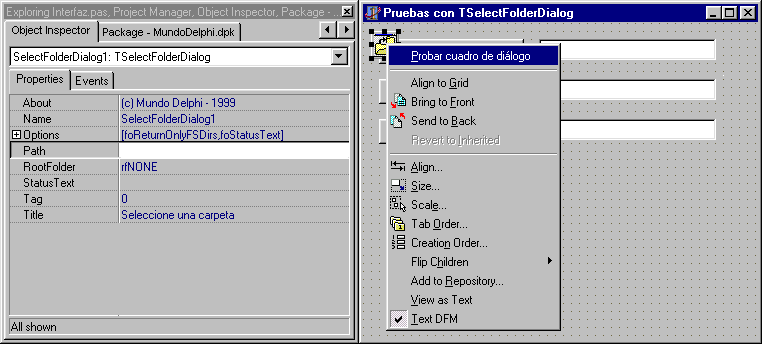 Exploring Interfaz.pas, Project Manager, Object Inspector, Package - ...
Object Inspector
Package - MundoDelphi.dpk
SelectFolderDialog1: TSelectFolderDialog
Properties
Events
About (c) Mundo Delphi - 1999
Name SelectFolderDialog1
Options [foReturnOnlyFSDirs,foStatusText]
Path
RootFolder rfNONE
StatusText
Tag 0
Title Seleccione una carpeta
All shown
Pruebas con TSelectFolderDialog
Probar cuadro de diálogo
Align to Grid
Bring to Front
Send to Back
Revert to Inherited
Align...
Size...
Scale...
Tab Order...
Creation Order...
Flip Children
Add to Repository...
View as Text
Text DFM